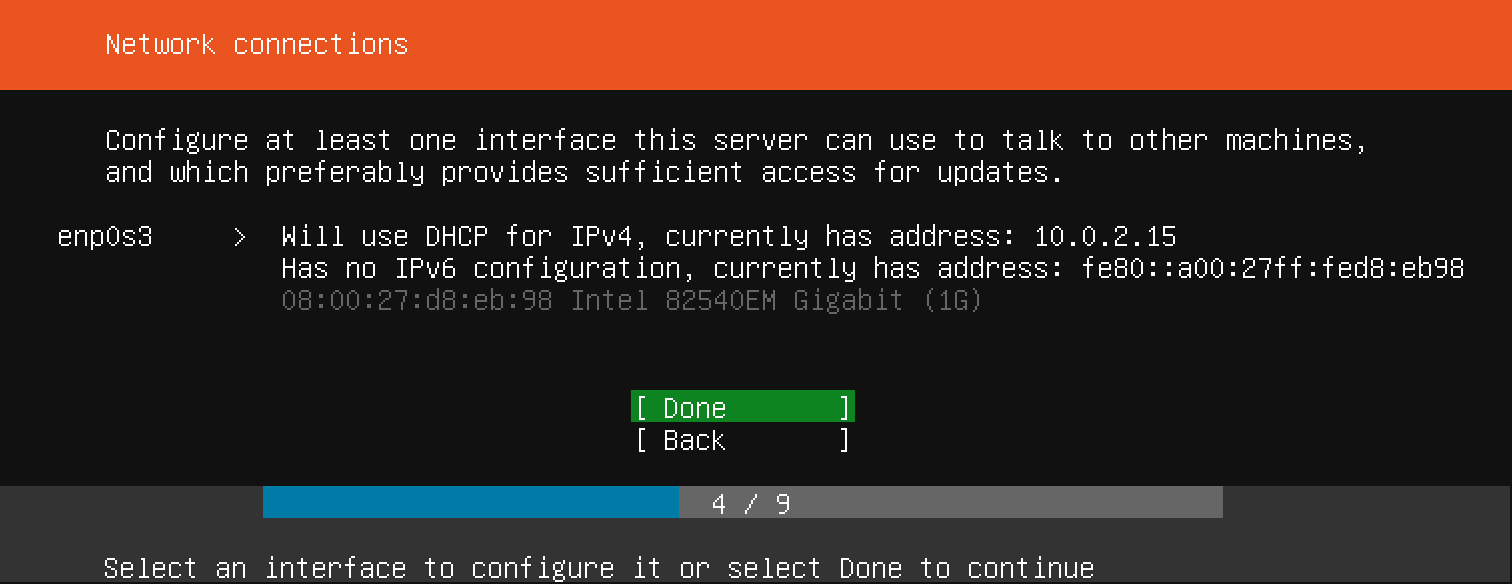 Network connections
Configure at least one interface this server can use to talk to other machines,
and which preferably provides sufficient access for updates.
enp0s3 > Will use DHCP for IPv4, currently has address: 10.0.2.15
Has no IPv6 configuration, currently has address: fe80::a00:27ff:fed8:eb98
08:00:27:d8:eb:98 Intel 82540EM Gigabit (1G)
[ Done ]
[ Back ]
4 / 9
Select an interface to configure it or select Done to continue